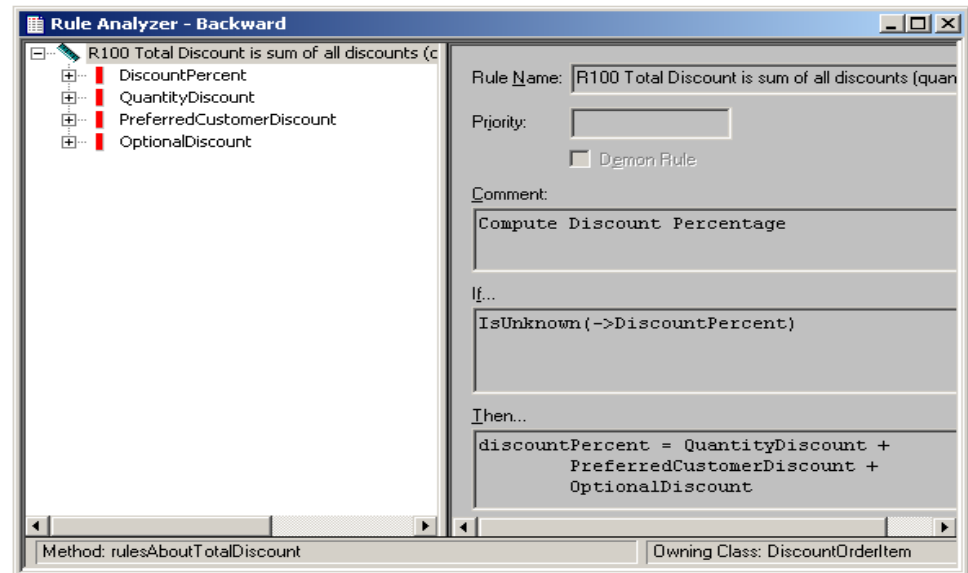 Rule Analyzer - Backward
R100 Total Discount is sum of all discounts (c
DiscountPercent
QuantityDiscount
PreferredCustomerDiscount
OptionalDiscount
Rule Name: R100 Total Discount is sum of all discounts (quan
Priority:
Demon Rule
Comment:
Compute Discount Percentage
If...
IsUnknown(->DiscountPercent)
Then...
discountPercent = QuantityDiscount +
PreferredCustomerDiscount +
OptionalDiscount
Method: rulesAboutTotalDiscount
Owning Class: DiscountOrderItem